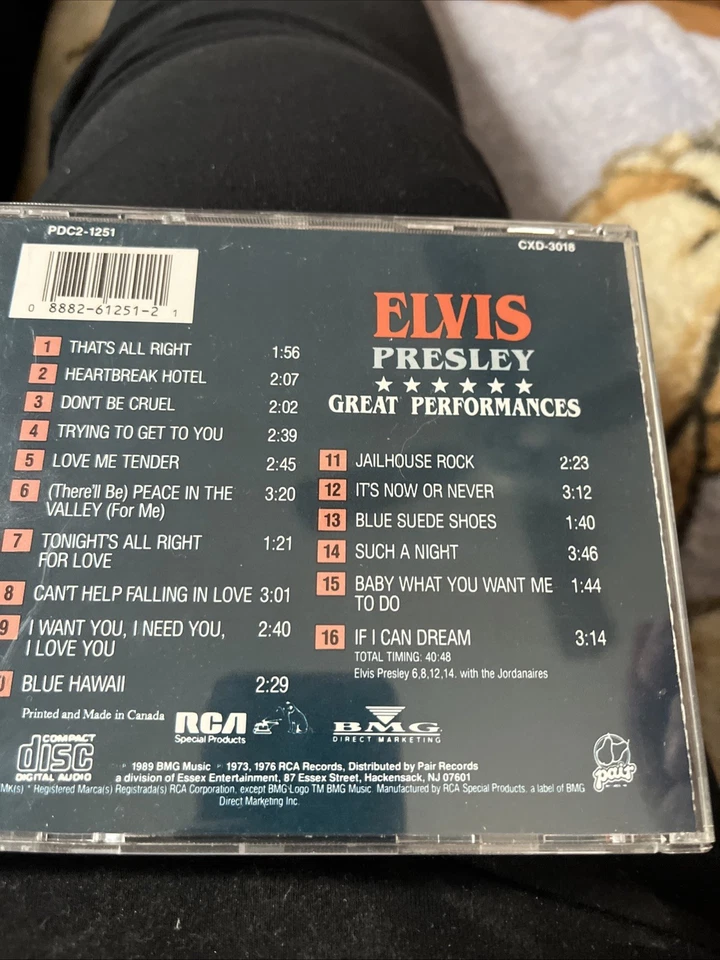 PDC2-1251
CXD-3018
0 8882-61251-2 1
ELVIS
PRESLEY
★★★★★★
GREAT PERFORMANCES
1 THAT'S ALL RIGHT 1:56
2 HEARTBREAK HOTEL 2:07
3 DON'T BE CRUEL 2:02
4 TRYING TO GET TO YOU 2:39
5 LOVE ME TENDER 2:45
6 (There'll Be) PEACE IN THE 3:20
VALLEY (For Me)
7 TONIGHT'S ALL RIGHT 1:21
FOR LOVE
8 CAN'T HELP FALLING IN LOVE 3:01
9 I WANT YOU, I NEED YOU, 2:40
I LOVE YOU
0 BLUE HAWAII 2:29
11 JAILHOUSE ROCK 2:23
12 IT'S NOW OR NEVER 3:12
13 BLUE SUEDE SHOES 1:40
14 SUCH A NIGHT 3:46
15 BABY WHAT YOU WANT ME 1:44
TO DO
16 IF I CAN DREAM 3:14
TOTAL TIMING: 40:48
Elvis Presley 6,8,12,14. with the Jordanaires
Printed and Made in Canada
RCA
Special Products
BMG
DIRECT MARKETING
COMPACT
disc
DIGITAL AUDIO
pair
1989 BMG Music ℗ 1973, 1976 RCA Records, Distributed by Pair Records
a division of Essex Entertainment, 87 Essex Street, Hackensack, NJ 07601
MK(s) * Registered Marca(s) Registrada(s) RCA Corporation, except BMG Logo TM BMG Music. Manufactured by RCA Special Products, a label of BMG
Direct Marketing Inc.